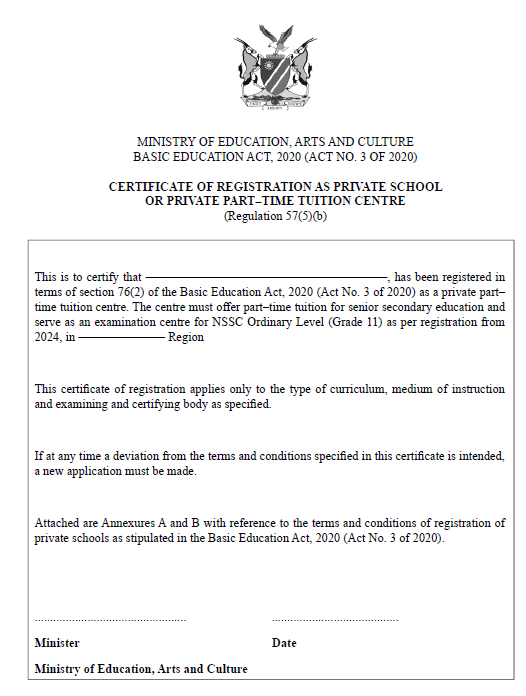 MINISTRY OF EDUCATION, ARTS AND CULTURE
BASIC EDUCATION ACT, 2020 (ACT NO. 3 OF 2020)
CERTIFICATE OF REGISTRATION AS PRIVATE SCHOOL
OR PRIVATE PART–TIME TUITION CENTRE
(Regulation 57(5)(b)
This is to certify that ————————————————, has been registered in
terms of section 76(2) of the Basic Education Act, 2020 (Act No. 3 of 2020) as a private part–
time tuition centre. The centre must offer part–time tuition for senior secondary education and
serve as an examination centre for NSSC Ordinary Level (Grade 11) as per registration from
2024, in —————— Region
This certificate of registration applies only to the type of curriculum, medium of instruction
and examining and certifying body as specified.
If at any time a deviation from the terms and conditions specified in this certificate is intended,
a new application must be made.
Attached are Annexures A and B with reference to the terms and conditions of registration of
private schools as stipulated in the Basic Education Act, 2020 (Act No. 3 of 2020).
................................................. .........................................
Minister Date
Ministry of Education, Arts and Culture